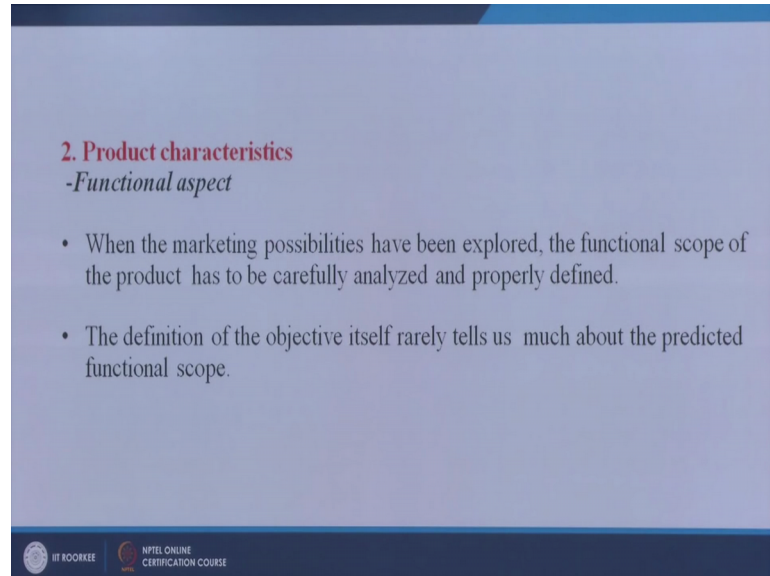 2. Product characteristics
-Functional aspect
• When the marketing possibilities have been explored, the functional scope of
the product has to be carefully analyzed and properly defined.
• The definition of the objective itself rarely tells us much about the predicted
functional scope.
IIT ROORKEE
NPTEL ONLINE
CERTIFICATION COURSE